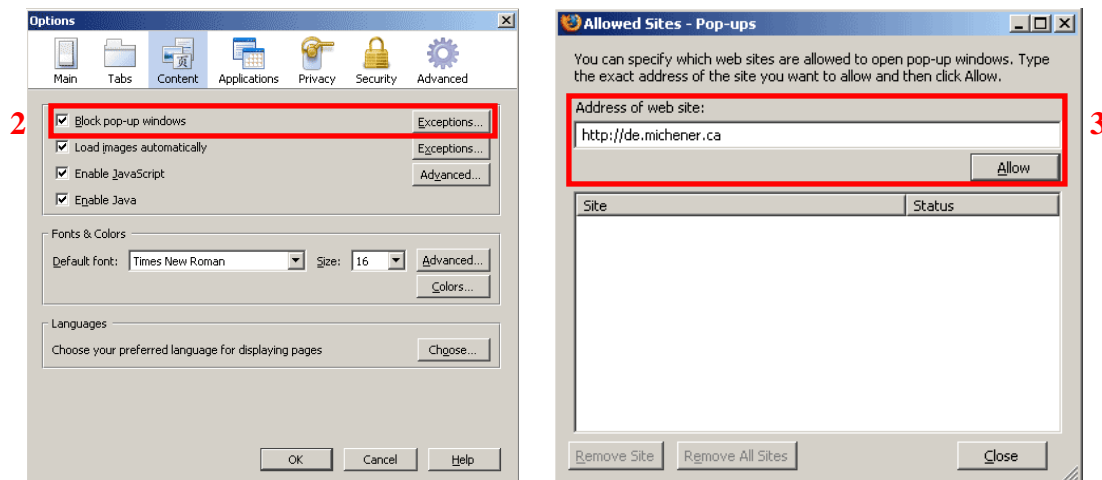 Options
Main Tabs Content Applications Privacy Security Advanced
2
Block pop-up windows Exceptions...
Load images automatically Exceptions...
Enable JavaScript Advanced...
Enable Java
Fonts & Colors
Default font: Times New Roman Size: 16 Advanced...
Colors...
Languages
Choose your preferred language for displaying pages Choose...
OK Cancel Help
Allowed Sites - Pop-ups
You can specify which web sites are allowed to open pop-up windows. Type
the exact address of the site you want to allow and then click Allow.
3
Address of web site:
http://de.michener.ca
Allow
Site Status
Remove Site Remove All Sites Close